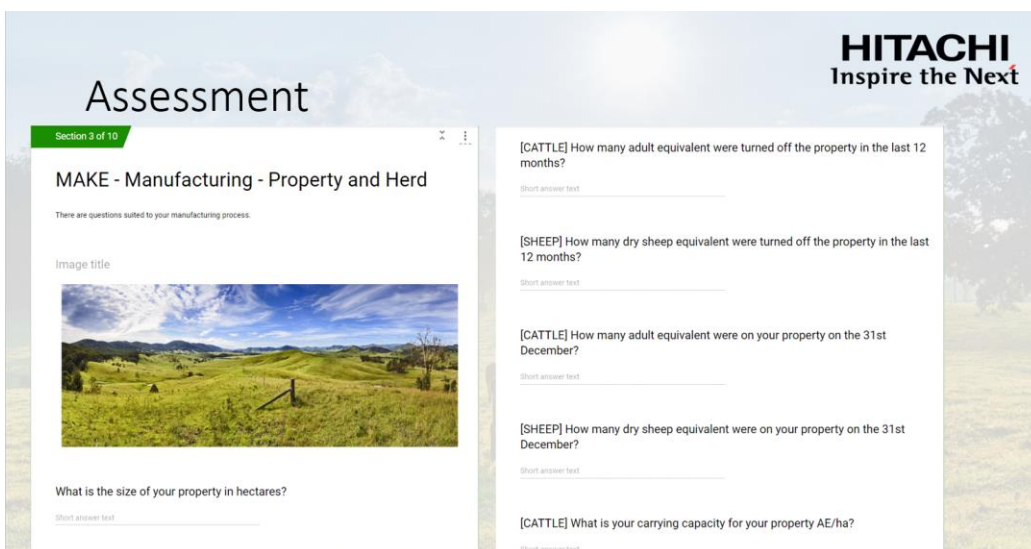 HITACHI
Inspire the Next
Assessment
Section 3 of 10
MAKE - Manufacturing - Property and Herd
There are questions suited to your manufacturing process.
Image title
What is the size of your property in hectares?
Short answer text
[CATTLE] How many adult equivalent were turned off the property in the last 12
months?
Short answer text
[SHEEP] How many dry sheep equivalent were turned off the property in the last
12 months?
Short answer text
[CATTLE] How many adult equivalent were on your property on the 31st
December?
Short answer text
[SHEEP] How many dry sheep equivalent were on your property on the 31st
December?
Short answer text
[CATTLE] What is your carrying capacity for your property AE/ha?
Short answer text